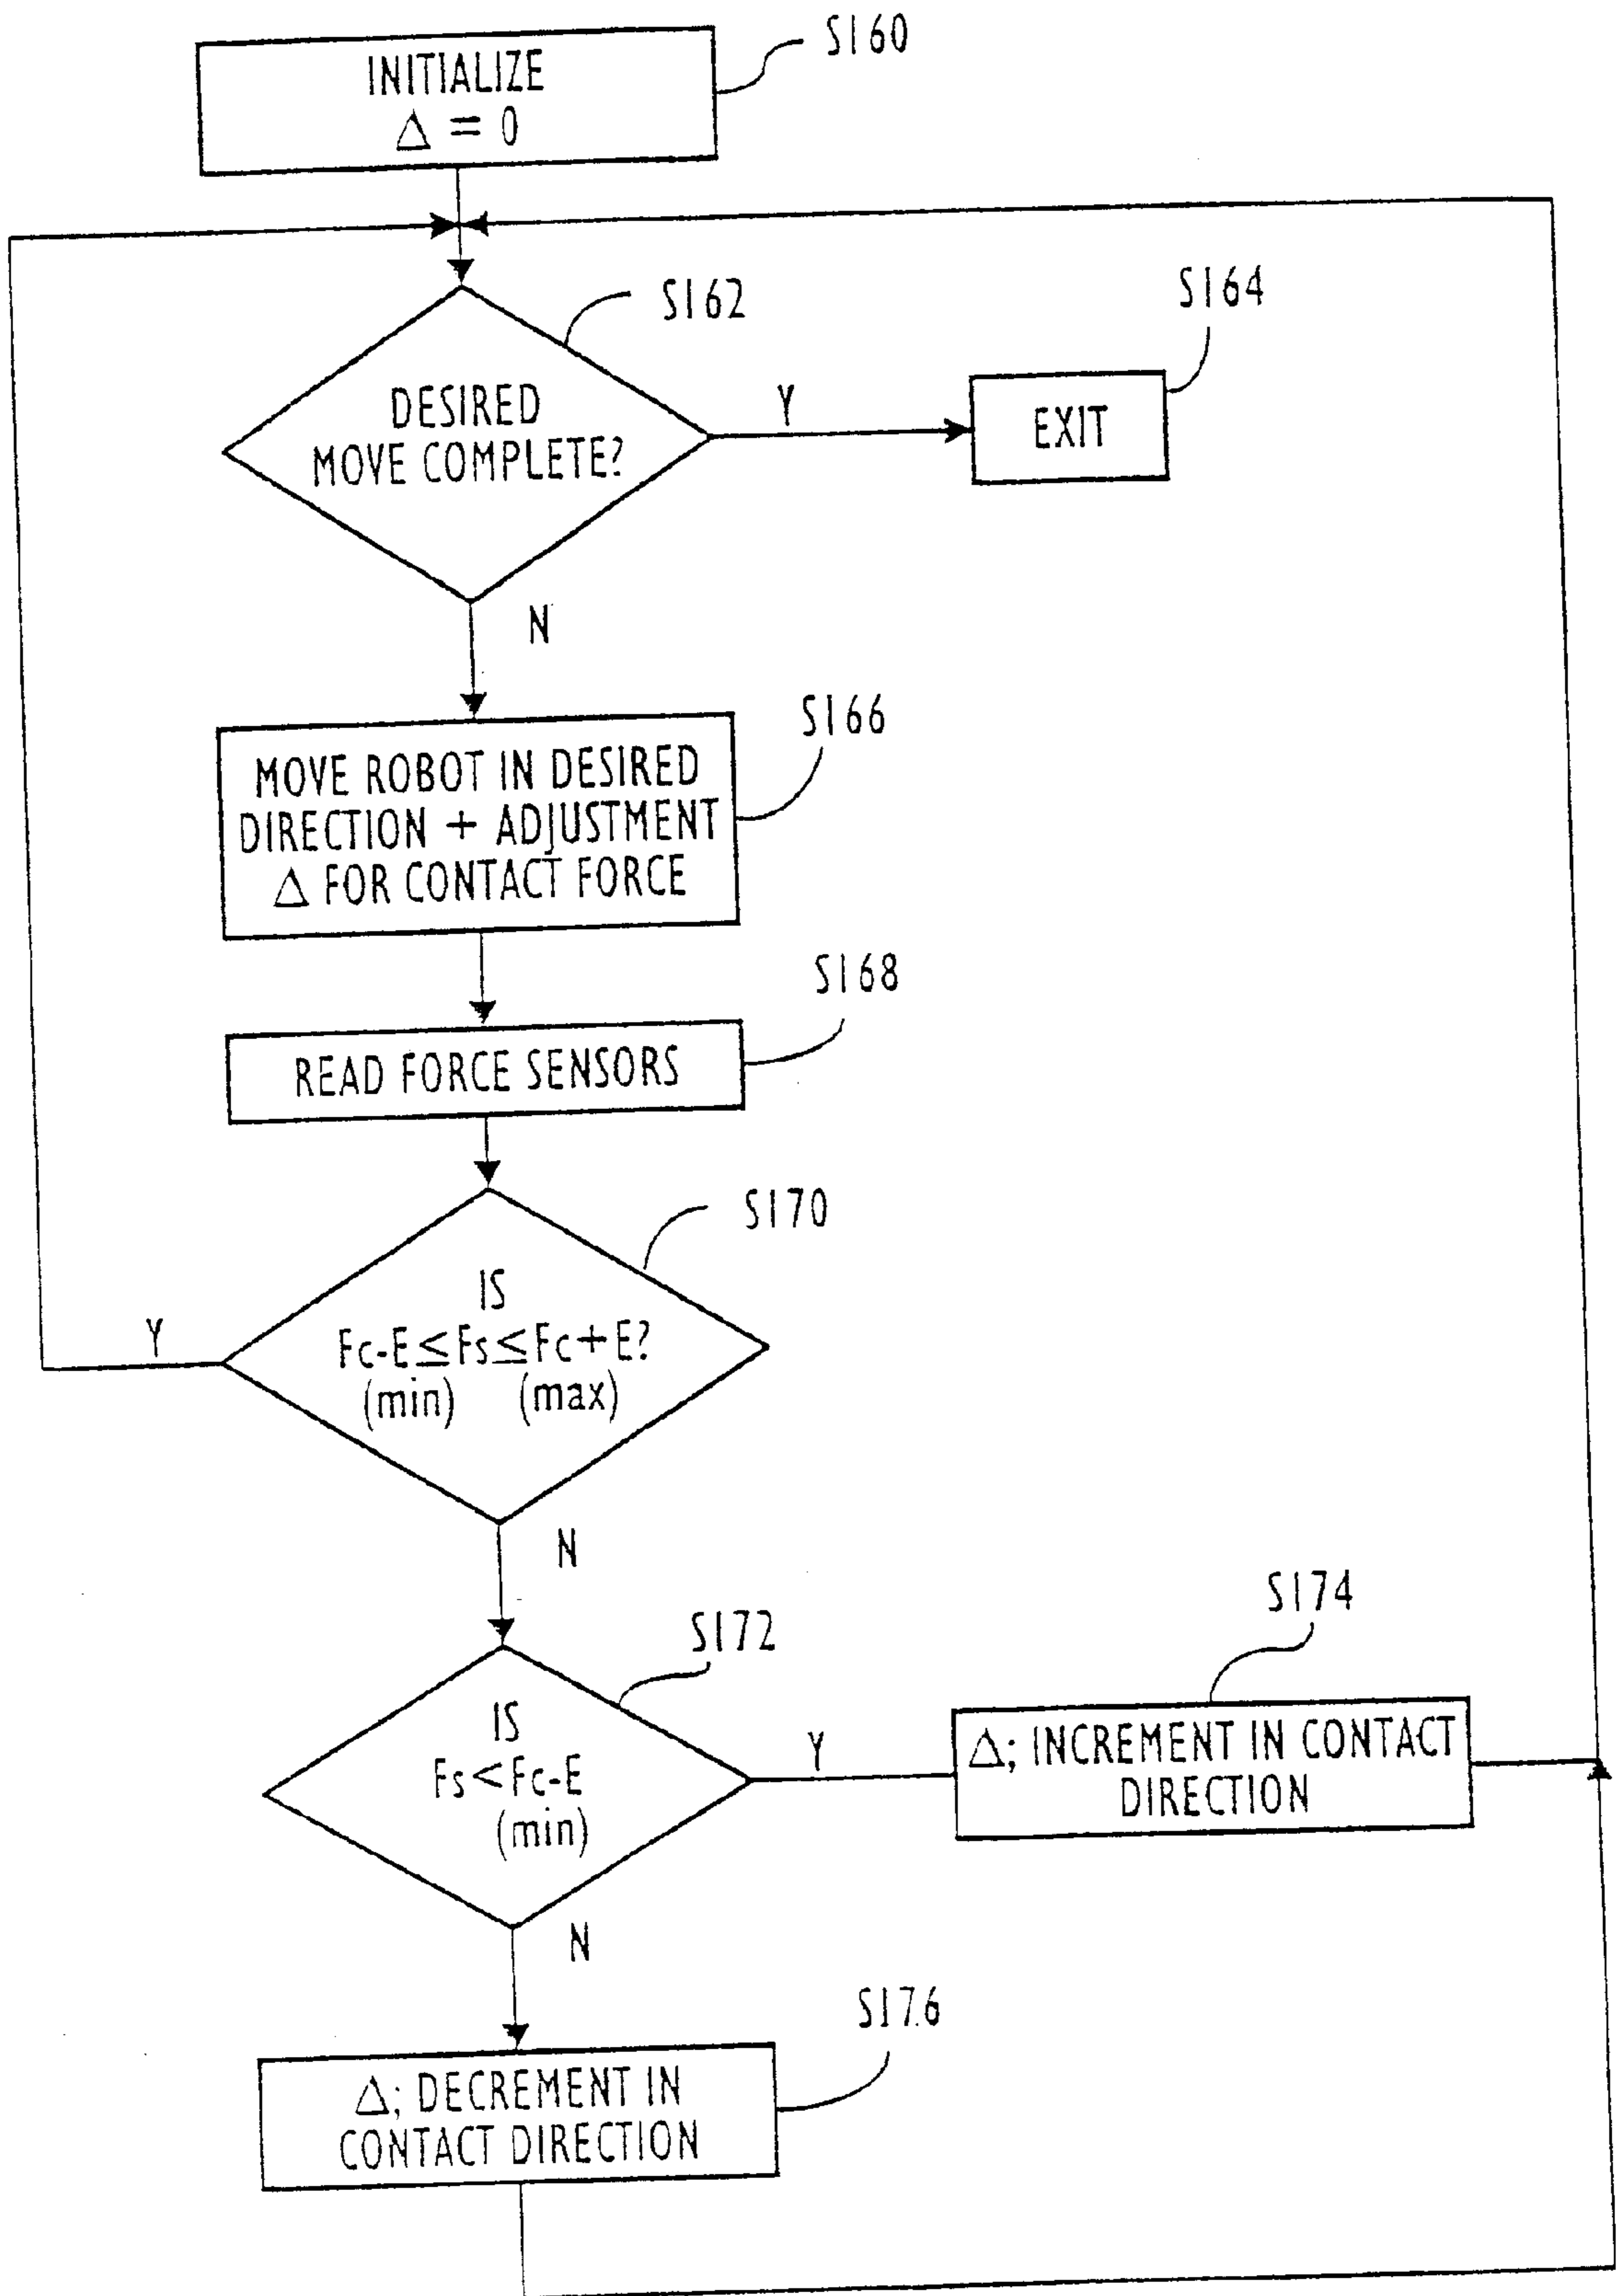 S160
INITIALIZE
Δ = 0
S162
S164
DESIRED
MOVE COMPLETE?
Y
EXIT
N
S166
MOVE ROBOT IN DESIRED
DIRECTION + ADJUSTMENT
Δ FOR CONTACT FORCE
S168
READ FORCE SENSORS
S170
IS
Fc-E≤Fs≤Fc+E?
(min) (max)
Y
N
S172
S174
IS
Fs<Fc-E
(min)
Y
Δ; INCREMENT IN CONTACT
DIRECTION
N
S176
Δ; DECREMENT IN
CONTACT DIRECTION